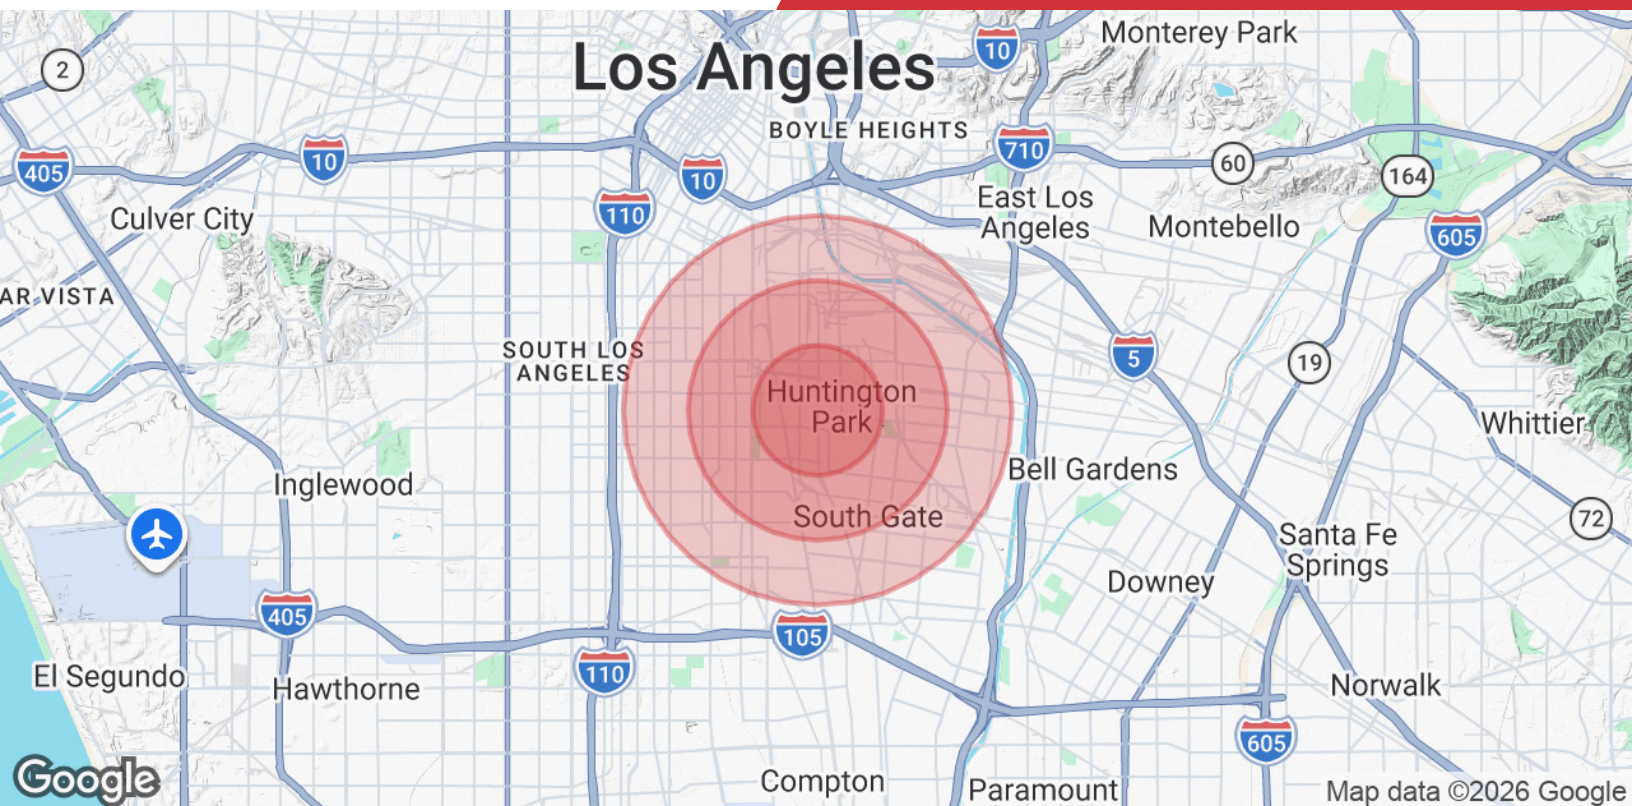 Los Angeles
Monterey Park
10
2
BOYLE HEIGHTS
10
710
405
60
164
10
East Los
Angeles
110
Culver City
Montebello
605
AR VISTA
SOUTH LOS
ANGELES
5
19
Huntington
Park
Whittier
Inglewood
Bell Gardens
South Gate
72
Santa Fe
Springs
Downey
405
105
110
El Segundo
Hawthorne
Norwalk
605
Google
Compton
Paramount
Map data ©2026 Google